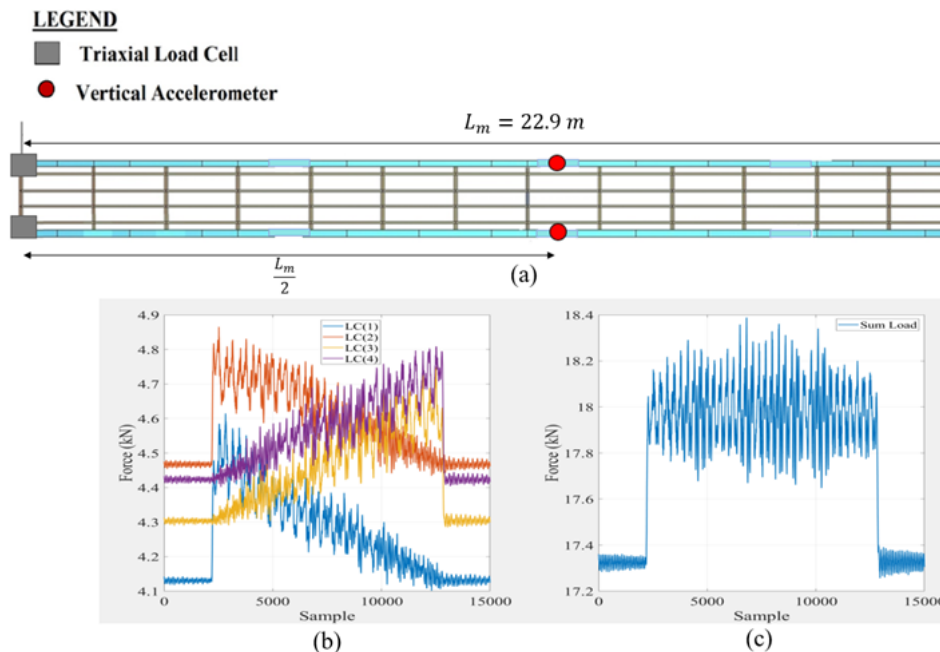 LEGEND
Triaxial Load Cell
Vertical Accelerometer
L_m = 22.9 m
L_m
2
(a)
4.9
4.8
4.7
4.6
4.5
4.4
4.3
4.2
4.1
Force (kN)
LC(1)
LC(2)
LC(3)
LC(4)
0 5000 10000 15000
Sample
(b)
18.4
18.2
18
17.8
17.6
17.4
17.2
Force (kN)
Sum Load
0 5000 10000 15000
Sample
(c)